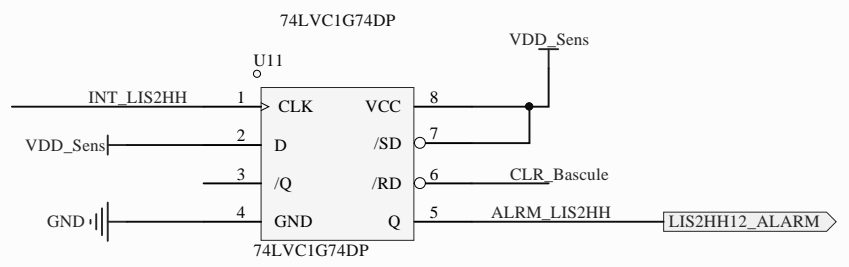 74LVC1G74DP
VDD_Sens
U11
INT_LIS2HH 1 CLK VCC 8
VDD_Sens 2 D /SD 7
3 /Q /RD 6 CLR_Bascule
GND 4 GND Q 5 ALRM_LIS2HH LIS2HH12_ALARM
74LVC1G74DP